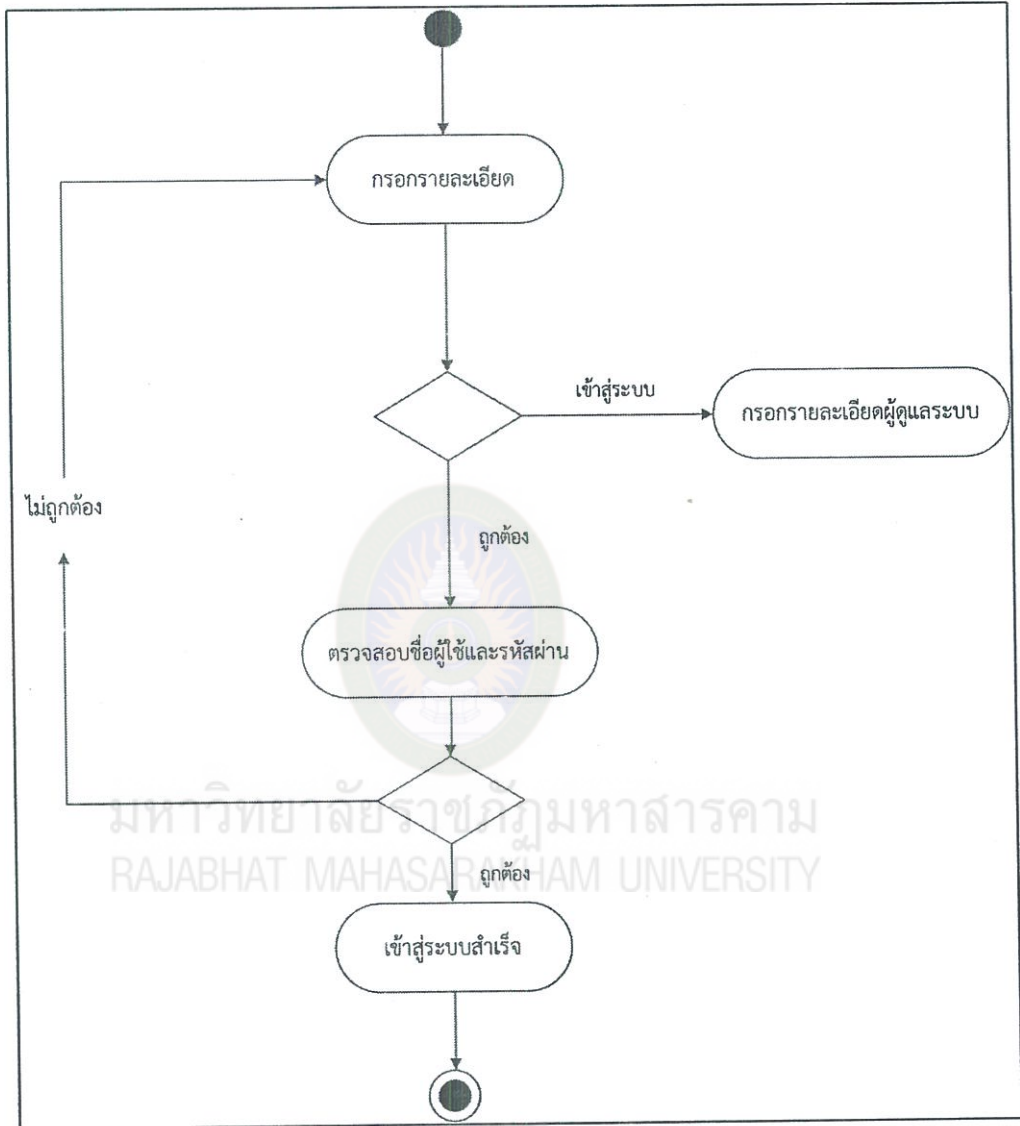 กรอกรายละเอียด
เข้าสู่ระบบ
กรอกรายละเอียดผู้ดูแลระบบ
ไม่ถูกต้อง
ถูกต้อง
ตรวจสอบชื่อผู้ใช้และรหัสผ่าน
มหาวิทยาลัยราชภัฏมหาสารคาม
RAJABHAT MAHASARAKHAM UNIVERSITY
ถูกต้อง
เข้าสู่ระบบสำเร็จ